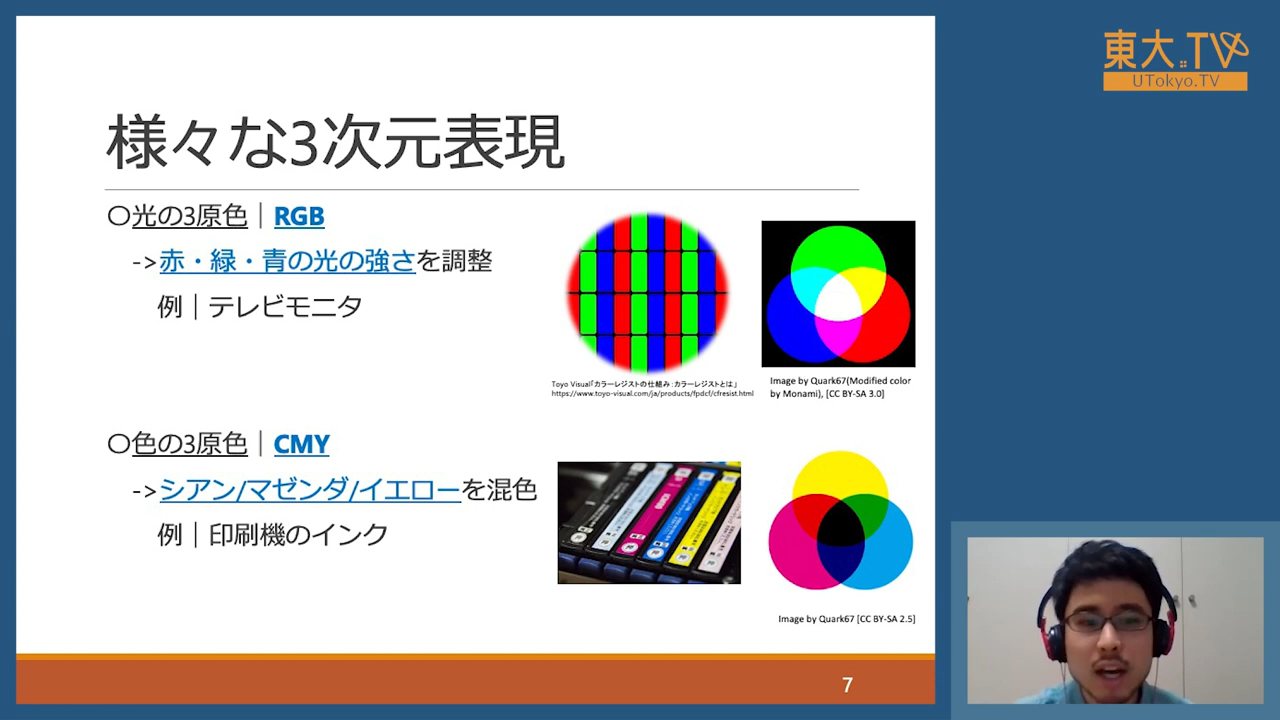 様々な3次元表現
〇光の3原色｜RGB
->赤・緑・青の光の強さを調整
例｜テレビモニタ
Toyo Visual「カラーレジストの仕組み：カラーレジストとは」
https://www.toyo-visual.com/ja/products/fpdcf/cfresist.html
Image by Quark67(Modified color
by Monami), [CC BY-SA 3.0]
〇色の3原色｜CMY
->シアン/マゼンダ/イエローを混色
例｜印刷機のインク
Image by Quark67 [CC BY-SA 2.5]
7
東大.TV
UTokyo.TV